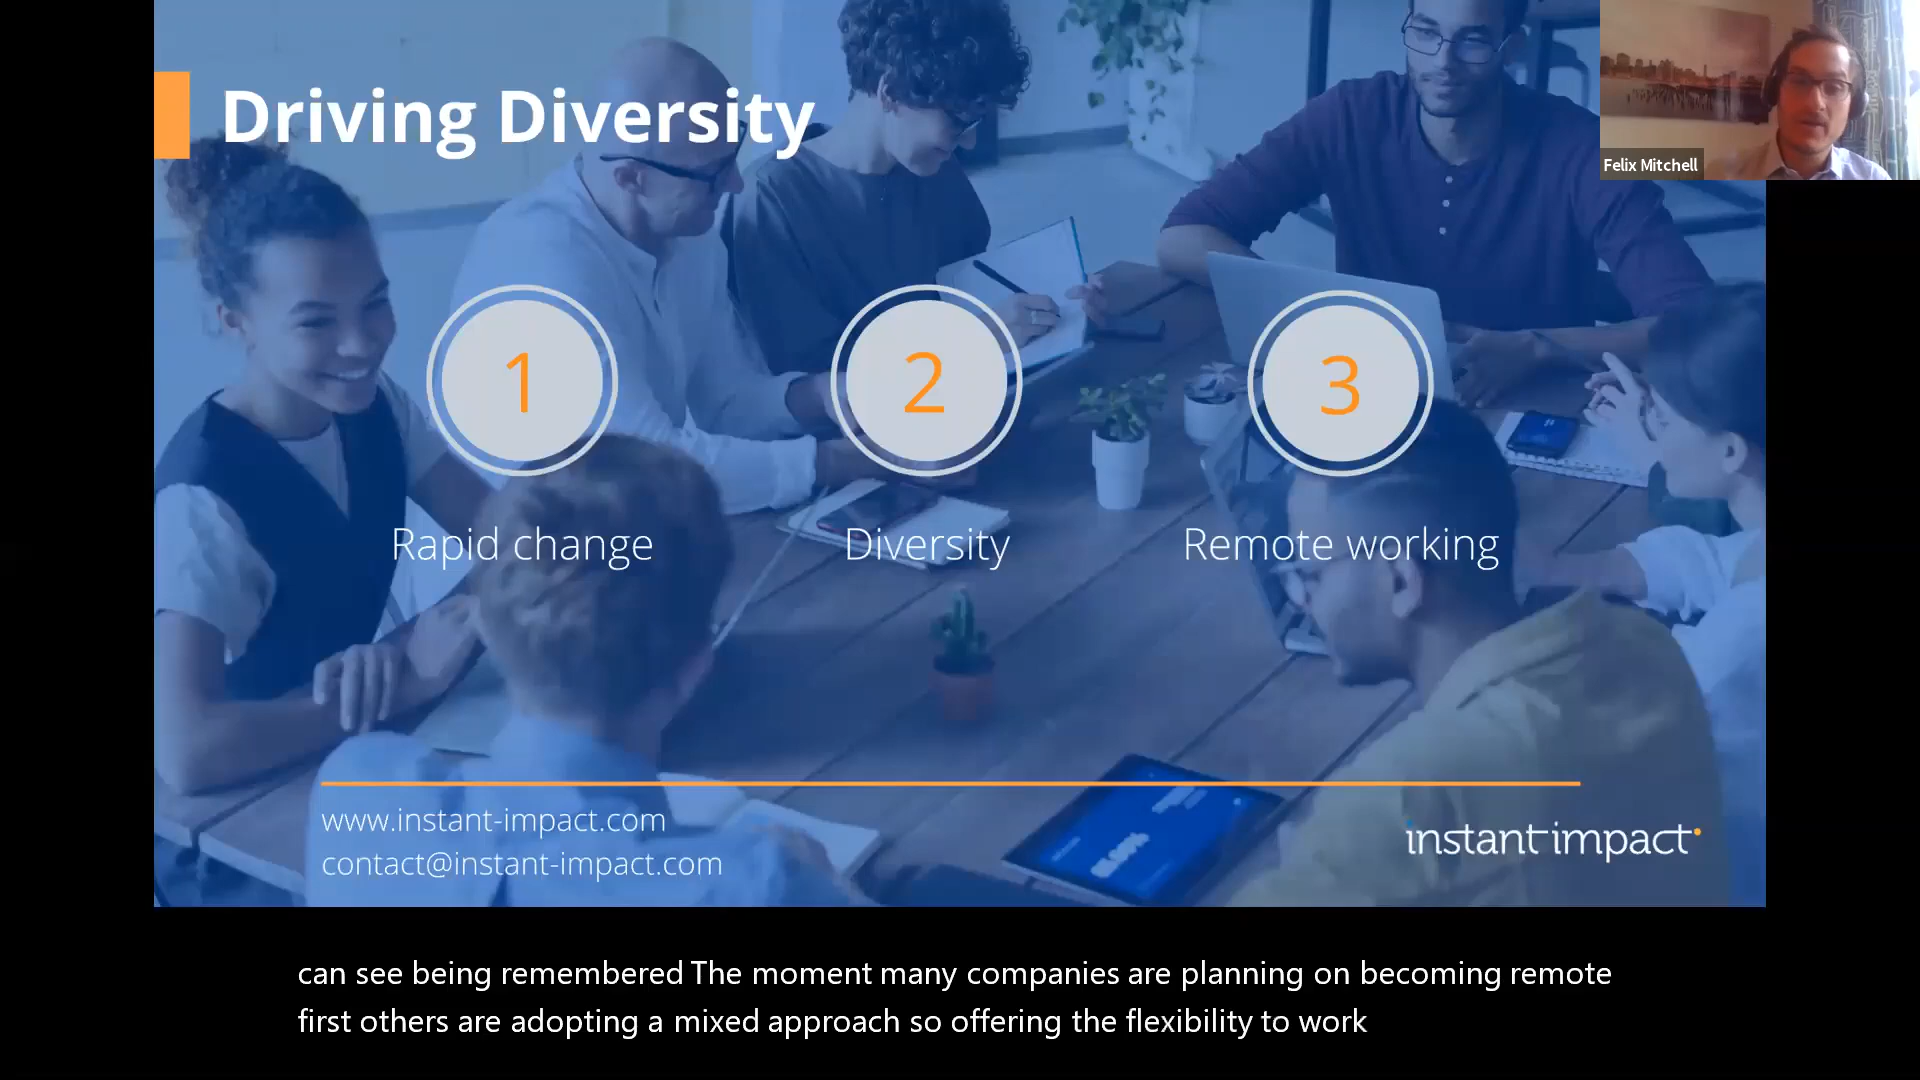 Driving Diversity
Felix Mitchell
1
2
3
Rapid change
Diversity
Remote working
www.instant-impact.com
contact@instant-impact.com
instant impact
can see being remembered The moment many companies are planning on becoming remote
first others are adopting a mixed approach so offering the flexibility to work